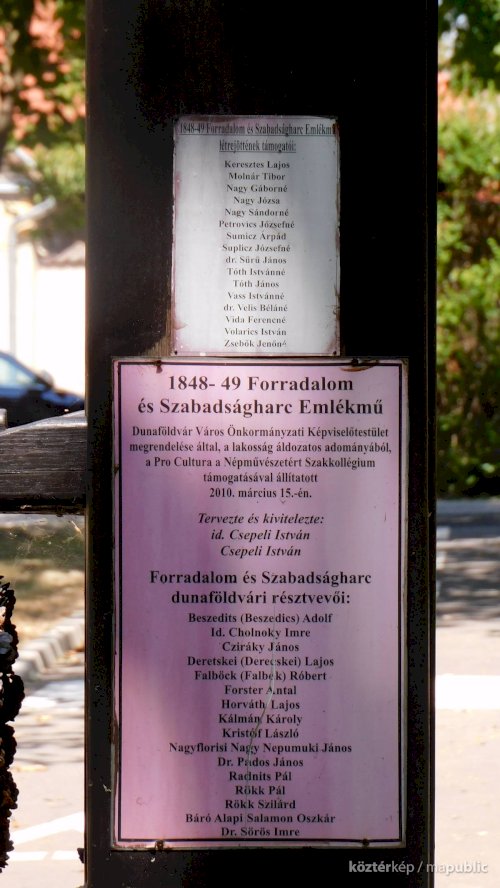 1848-49 Forradalom és Szabadságharc Emlékmű
létrejöttének támogatói:
Keresztes Lajos
Molnár Tibor
Nagy Gáborné
Nagy Józsa
Nagy Sándorné
Petrovics Józsefné
Sumicz Árpád
Suplicz Józsefné
dr. Sűrű János
Tóth Istvánné
Tóth János
Vass Istvánné
dr. Velis Béláné
Vida Ferencné
Volarics István
Zsebők Jenőné
1848- 49 Forradalom
és Szabadságharc Emlékmű
Dunaföldvár Város Önkormányzati Képviselőtestület
megrendelése által, a lakosság áldozatos adományából,
a Pro Cultura a Népművészetért Szakkollégium
támogatásával állítatott
2010. március 15.-én.
Tervezte és kivitelezte:
id. Csepeli István
Csepeli István
Forradalom és Szabadságharc
dunaföldvári résztvevői:
Beszedits (Beszedics) Adolf
Id. Cholnoky Imre
Cziráky János
Deretskei (Derecskei) Lajos
Falböck (Falbek) Róbert
Forster Antal
Horváth Lajos
Kálmán Károly
Kristóf László
Nagyflorisi Nagy Nepumuki János
Dr. Prdos János
Radnits Pál
Rökk Pál
Rökk Szilárd
Báró Alapi Salamon Oszkár
Dr. Sörös Imre
köztérkép / mapublic